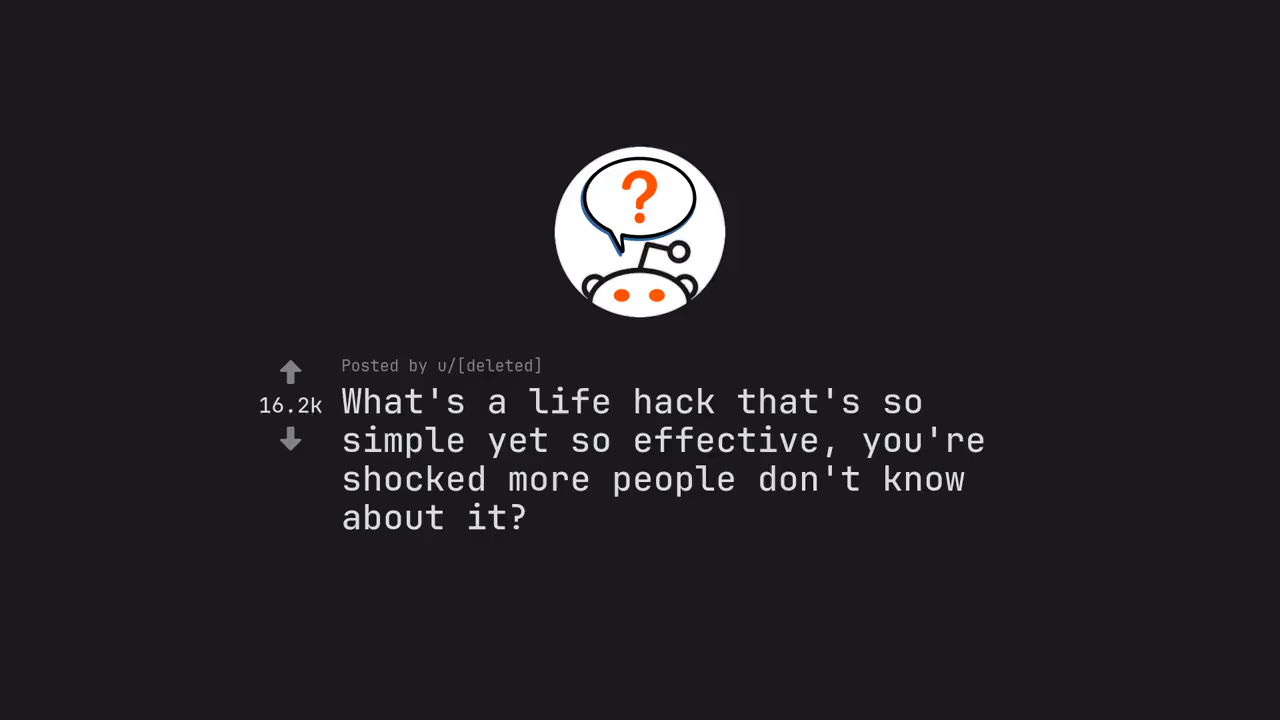 ?
Posted by u/[deleted]
16.2k
What's a life hack that's so
simple yet so effective, you're
shocked more people don't know
about it?